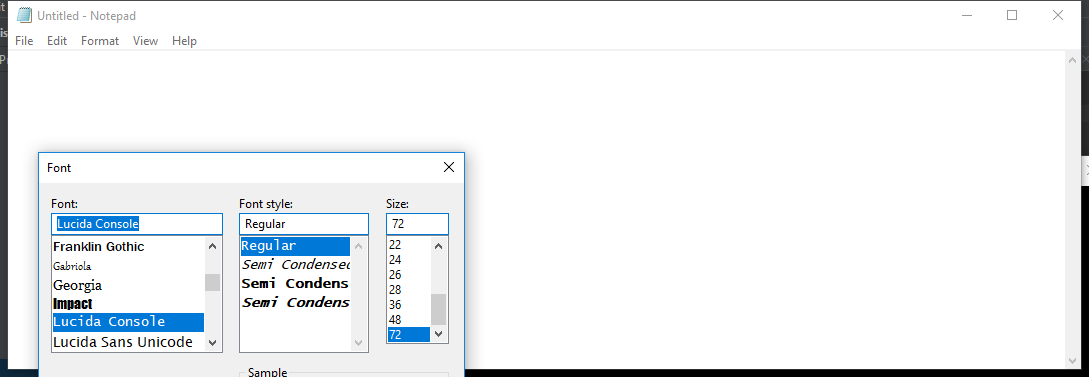 Untitled - Notepad
File Edit Format View Help
Font
Font: Font style: Size:
Lucida Console Regular 72
Franklin Gothic
Gabriola
Georgia
Impact
Lucida Console
Lucida Sans Unicode
Regular
Semi Condensed
Semi Condens
Semi Condens
22
24
26
28
36
48
72
Sample